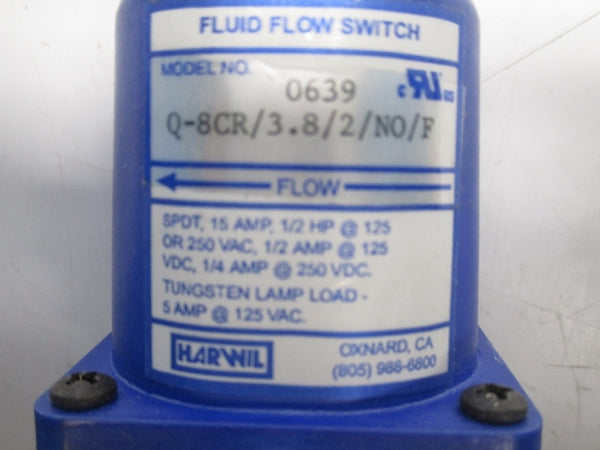 FLUID FLOW SWITCH
MODEL NO.
0639
c RU US
Q-8CR/3.8/2/NO/F
FLOW
SPDT, 15 AMP, 1/2 HP @ 125
OR 250 VAC, 1/2 AMP @ 125
VDC, 1/4 AMP @ 250 VDC.
TUNGSTEN LAMP LOAD -
5 AMP @ 125 VAC.
HARWIL
OXNARD, CA
(805) 988-6800